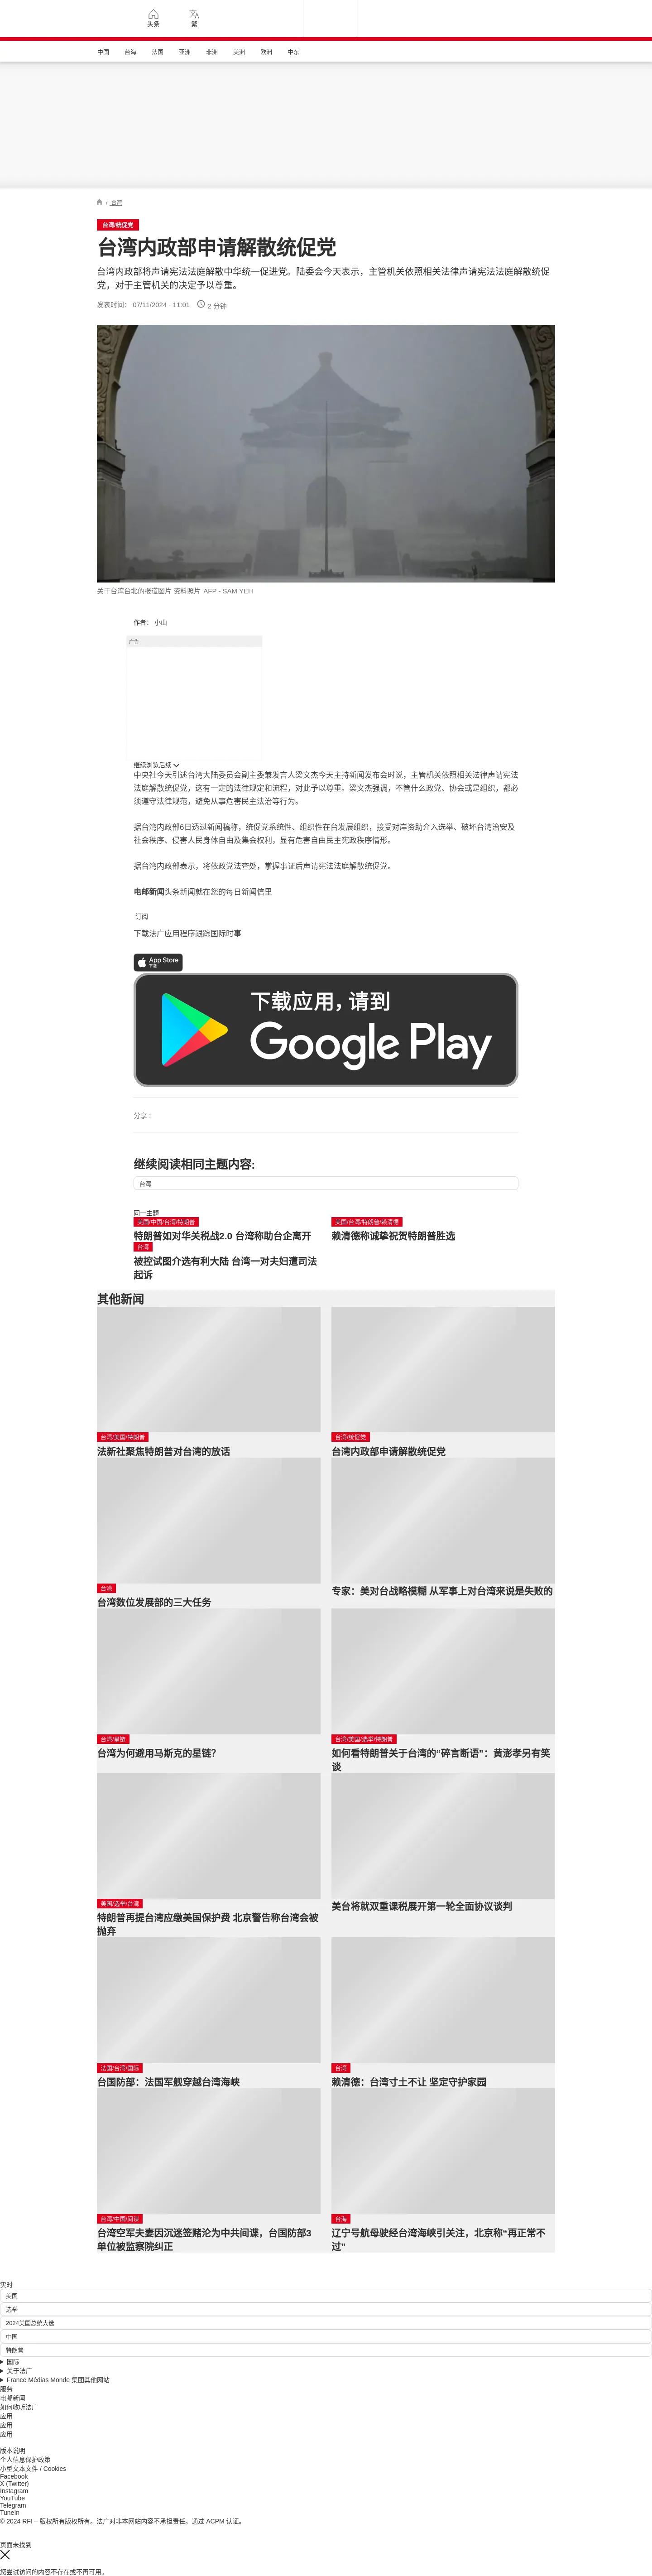 头条
繁
中国 台海 法国 亚洲 非洲 美洲 欧洲 中东
/ 台湾
台湾/统促党
台湾内政部申请解散统促党
台湾内政部将声请宪法法庭解散中华统一促进党。陆委会今天表示，主管机关依照相关法律声请宪法法庭解散统促
党，对于主管机关的决定予以尊重。
发表时间： 07/11/2024 - 11:01 2 分钟
关于台湾台北的报道图片 资料照片 AFP - SAM YEH
作者： 小山
广告
继续浏览后续
中央社今天引述台湾大陆委员会副主委兼发言人梁文杰今天主持新闻发布会时说，主管机关依照相关法律声请宪法
法庭解散统促党，这有一定的法律规定和流程，对此予以尊重。梁文杰强调，不管什么政党、协会或是组织，都必
须遵守法律规范，避免从事危害民主法治等行为。
据台湾内政部6日透过新闻稿称，统促党系统性、组织性在台发展组织，接受对岸资助介入选举、破坏台湾治安及
社会秩序、侵害人民身体自由及集会权利，显有危害自由民主宪政秩序情形。
据台湾内政部表示，将依政党法查处，掌握事证后声请宪法法庭解散统促党。
电邮新闻头条新闻就在您的每日新闻信里
订阅
下载法广应用程序跟踪国际时事
App Store
下载
下载应用，请到
Google Play
分享 :
继续阅读相同主题内容:
台湾
同一主题
美国/中国/台湾/特朗普
特朗普如对华关税战2.0 台湾称助台企离开
美国/台湾/特朗普/赖清德
赖清德称诚挚祝贺特朗普胜选
台湾
被控试图介选有利大陆 台湾一对夫妇遭司法
起诉
其他新闻
台湾/美国/特朗普
法新社聚焦特朗普对台湾的放话
台湾/统促党
台湾内政部申请解散统促党
台湾
台湾数位发展部的三大任务
专家：美对台战略模糊 从军事上对台湾来说是失败的
台湾/星链
台湾为何避用马斯克的星链？
台湾/美国/选举/特朗普
如何看特朗普关于台湾的“碎言断语”：黄澎孝另有笑
谈
美国/选举/台湾
特朗普再提台湾应缴美国保护费 北京警告称台湾会被
抛弃
美台将就双重课税展开第一轮全面协议谈判
法国/台湾/国际
台国防部：法国军舰穿越台湾海峡
台湾
赖清德：台湾寸土不让 坚定守护家园
台湾/中国/间谍
台湾空军夫妻因沉迷签赌沦为中共间谍，台国防部3
单位被监察院纠正
台海
辽宁号航母驶经台湾海峡引关注，北京称“再正常不
过”
实时
美国
选举
2024美国总统大选
中国
特朗普
国际
关于法广
France Médias Monde 集团其他网站
服务
电邮新闻
如何收听法广
应用
应用
应用
版本说明
个人信息保护政策
小型文本文件 / Cookies
Facebook
X (Twitter)
Instagram
YouTube
Telegram
TuneIn
© 2024 RFI – 版权所有版权所有。法广对非本网站内容不承担责任。通过 ACPM 认证。
页面未找到
您尝试访问的内容不存在或不再可用。